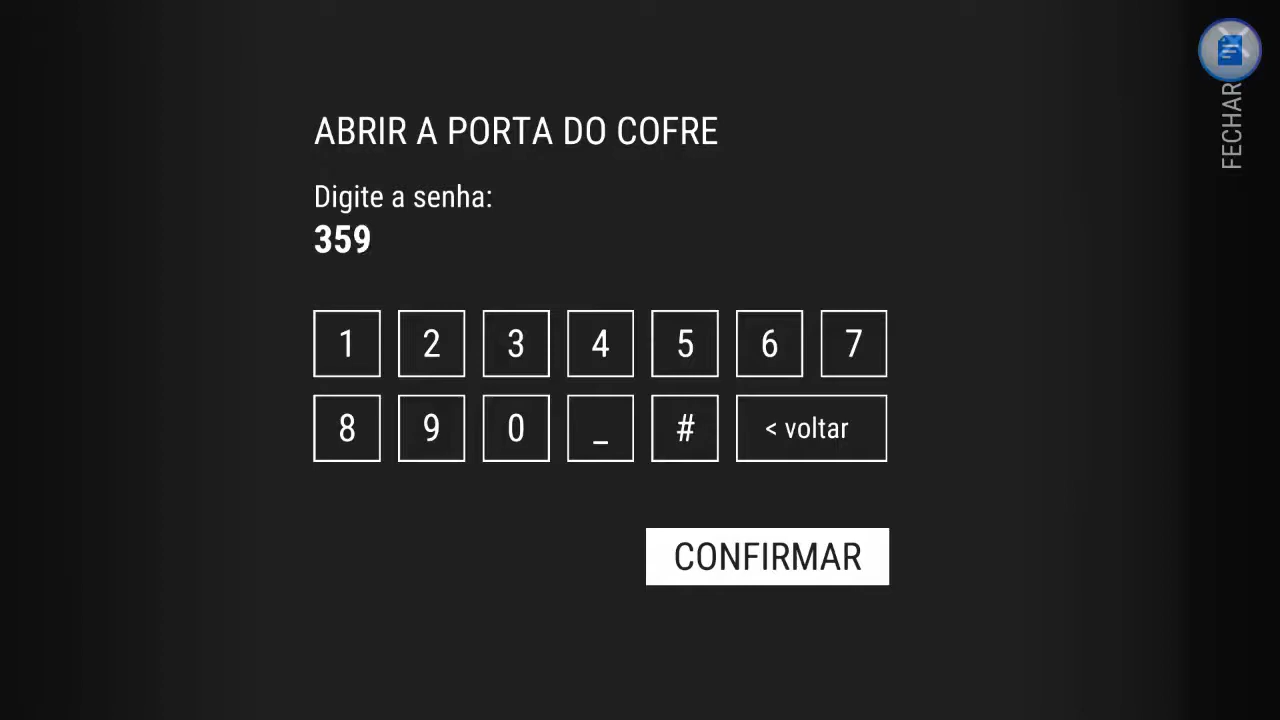 ABRIR A PORTA DO COFRE
FECHAR
Digite a senha:
359
1 2 3 4 5 6 7
8 9 0 _ # < voltar
CONFIRMAR